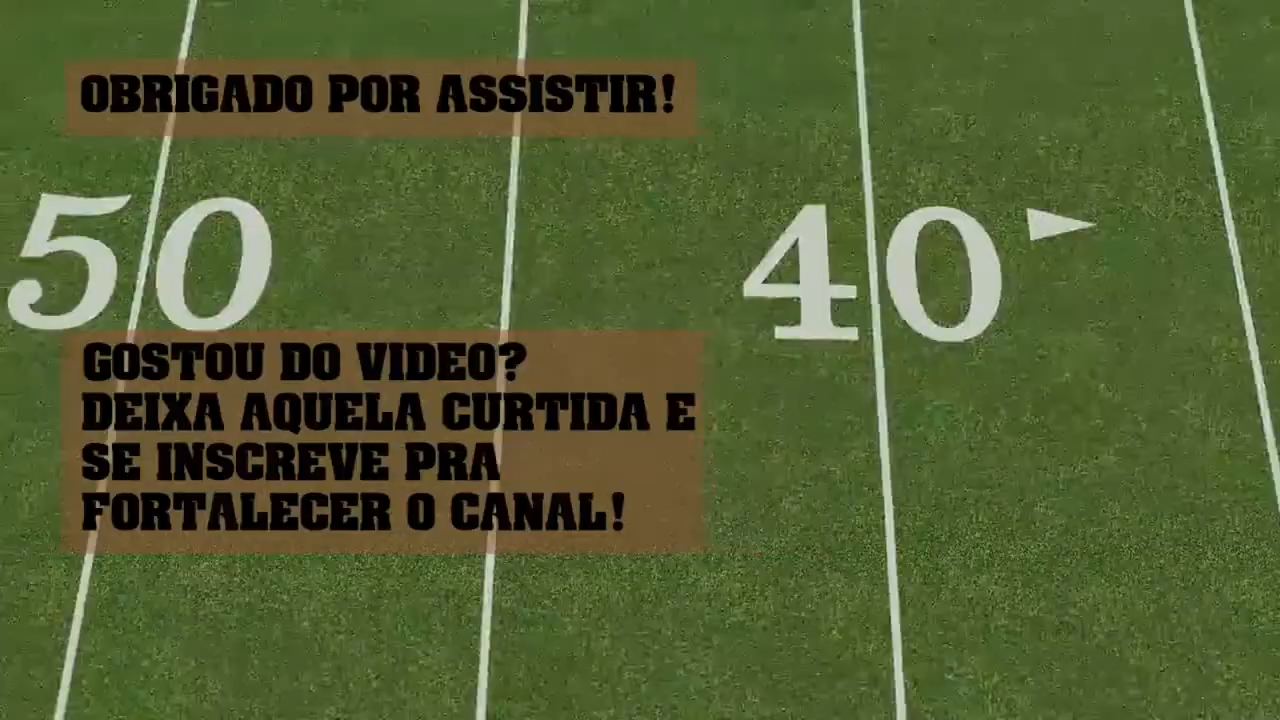 OBRIGADO POR ASSISTIR!
50
40
GOSTOU DO VIDEO?
DEIXA AQUELA CURTIDA E
SE INSCREVE PRA
FORTALECER O CANAL!